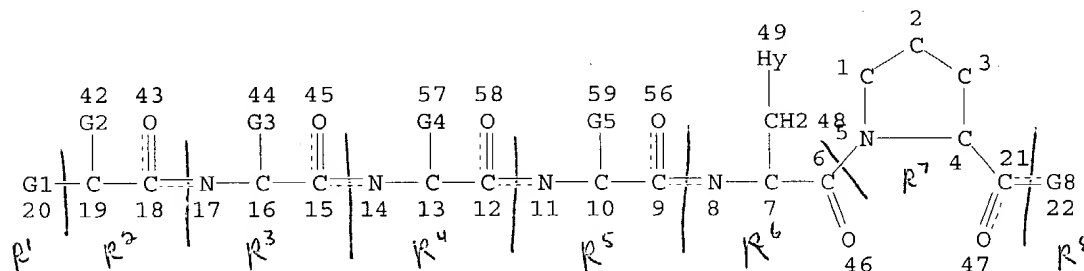 2
49
Hy 1 C C 3
42 43 44 45 57 58 59 56 C
G2 O G3 O G4 O G5 O CH2 48 5 N C
6 4 21
G1 C C N C C N C C N C C N C C R7 C G8
20 19 18 17 16 15 14 13 12 11 10 9 8 7 22
R1 R2 R3 R4 R5 R6 O O R8
46 47